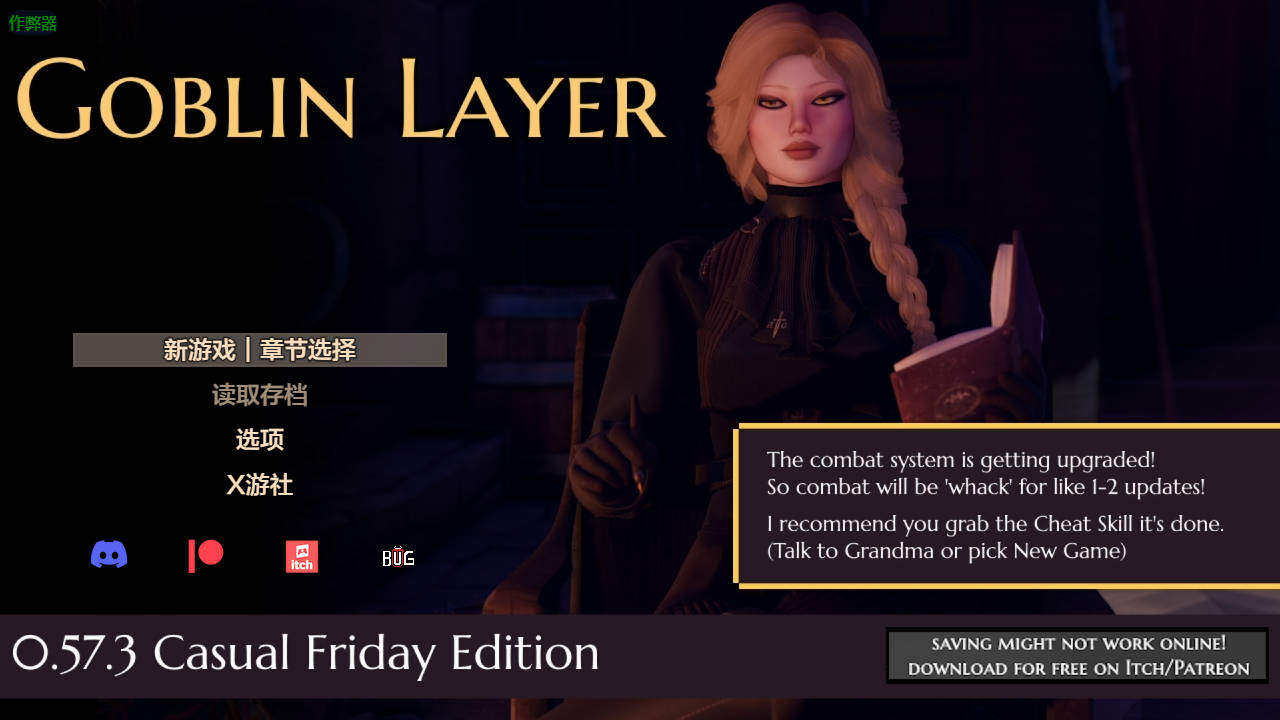 作弊器
Goblin Layer
新游戏 | 章节选择
读取存档
选项
X游社
itch
BUG
The combat system is getting upgraded!
So combat will be 'whack' for like 1-2 updates!
I recommend you grab the Cheat Skill it's done.
(Talk to Grandma or pick New Game)
0.57.3 Casual Friday Edition
saving might not work online!
download for free on Itch/Patreon